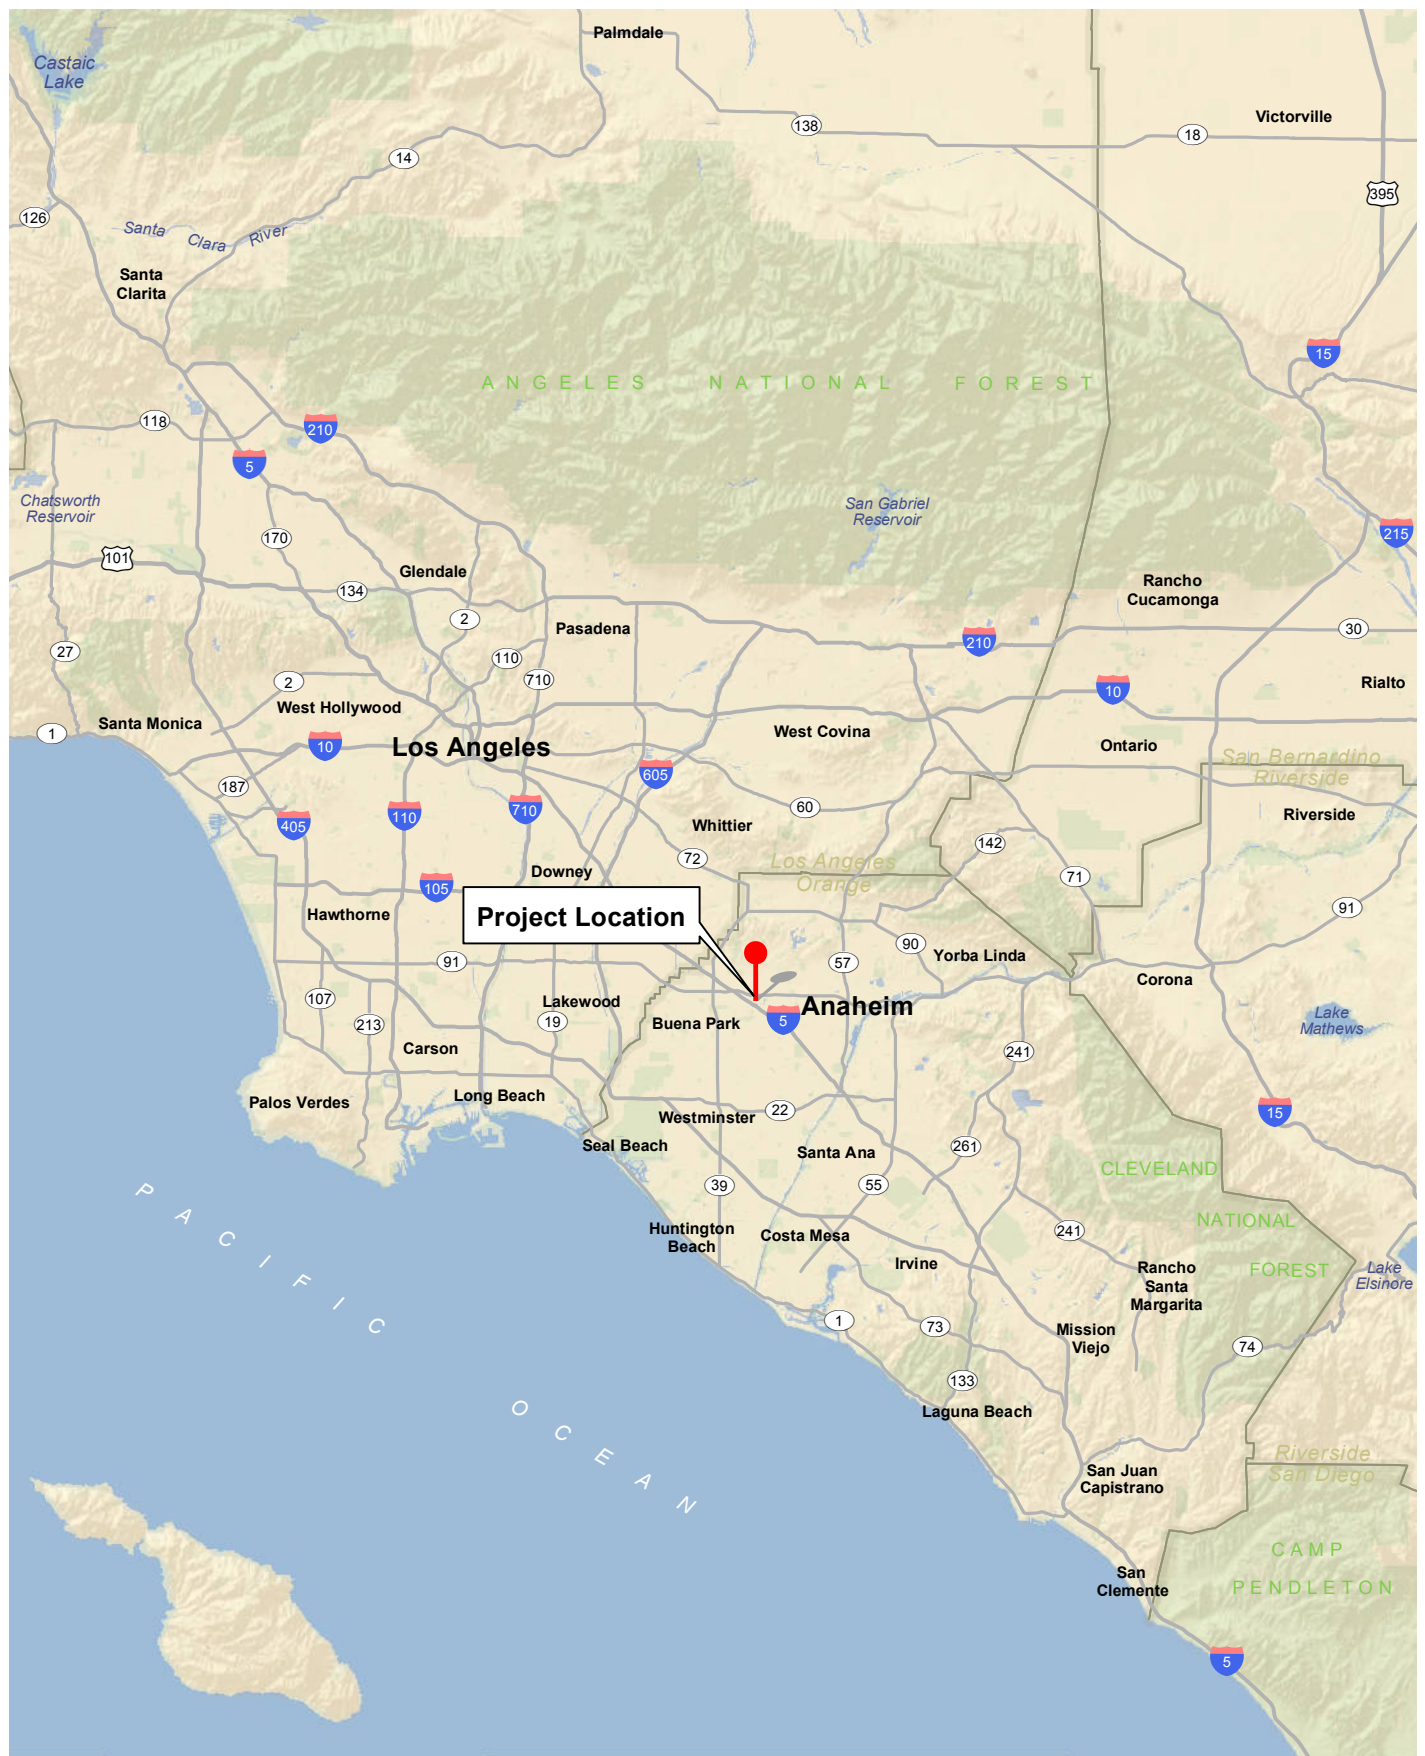 Palmdale
Castaic
Lake
Victorville
138
18
14
395
126
Santa Clara River
Santa
Clarita
15
ANGELES NATIONAL FOREST
118
210
5
Chatsworth
Reservoir
San Gabriel
Reservoir
215
170
101
Glendale
134
Rancho
Cucamonga
2
Pasadena
210
30
27
110
710
2
10
Rialto
West Hollywood
Santa Monica
1
West Covina
Los Angeles
10
Ontario
San Bernardino
Riverside
605
187
60
710
110
405
Whittier
Riverside
142
72
Los Angeles
Orange
Downey
71
105
91
Hawthorne
Project Location
90
Yorba Linda
91
57
Corona
107
Lakewood
Anaheim
Lake
Mathews
213
19
Buena Park
5
Carson
241
Long Beach
Palos Verdes
22
15
Westminster
Seal Beach
261
Santa Ana
CLEVELAND
39
55
PACIFIC
NATIONAL
Huntington
Beach
Costa Mesa
241
Irvine
Rancho
Santa
Margarita
FOREST
Lake
Elsinore
1
73
Mission
Viejo
74
133
OCEAN
Laguna Beach
Riverside
San Diego
San Juan
Capistrano
CAMP
PENDLETON
San
Clemente
5